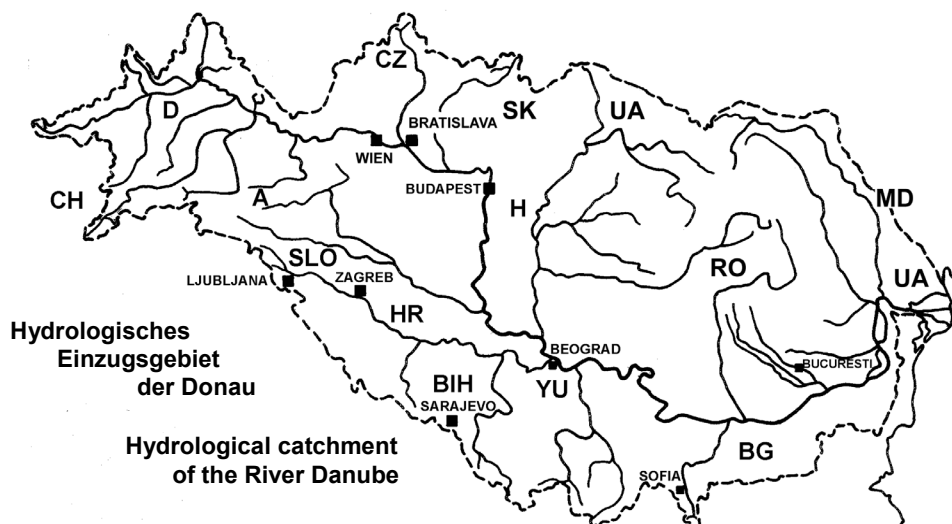 CZ
D
SK
UA
BRATISLAVA
WIEN
CH
A
BUDAPEST
H
MD
SLO
RO
LJUBLJANA
ZAGREB
UA
HR
Hydrologisches
Einzugsgebiet
der Donau
BEOGRAD
BUCURESTI
BIH
YU
SARAJEVO
Hydrological catchment
of the River Danube
BG
SOFIA